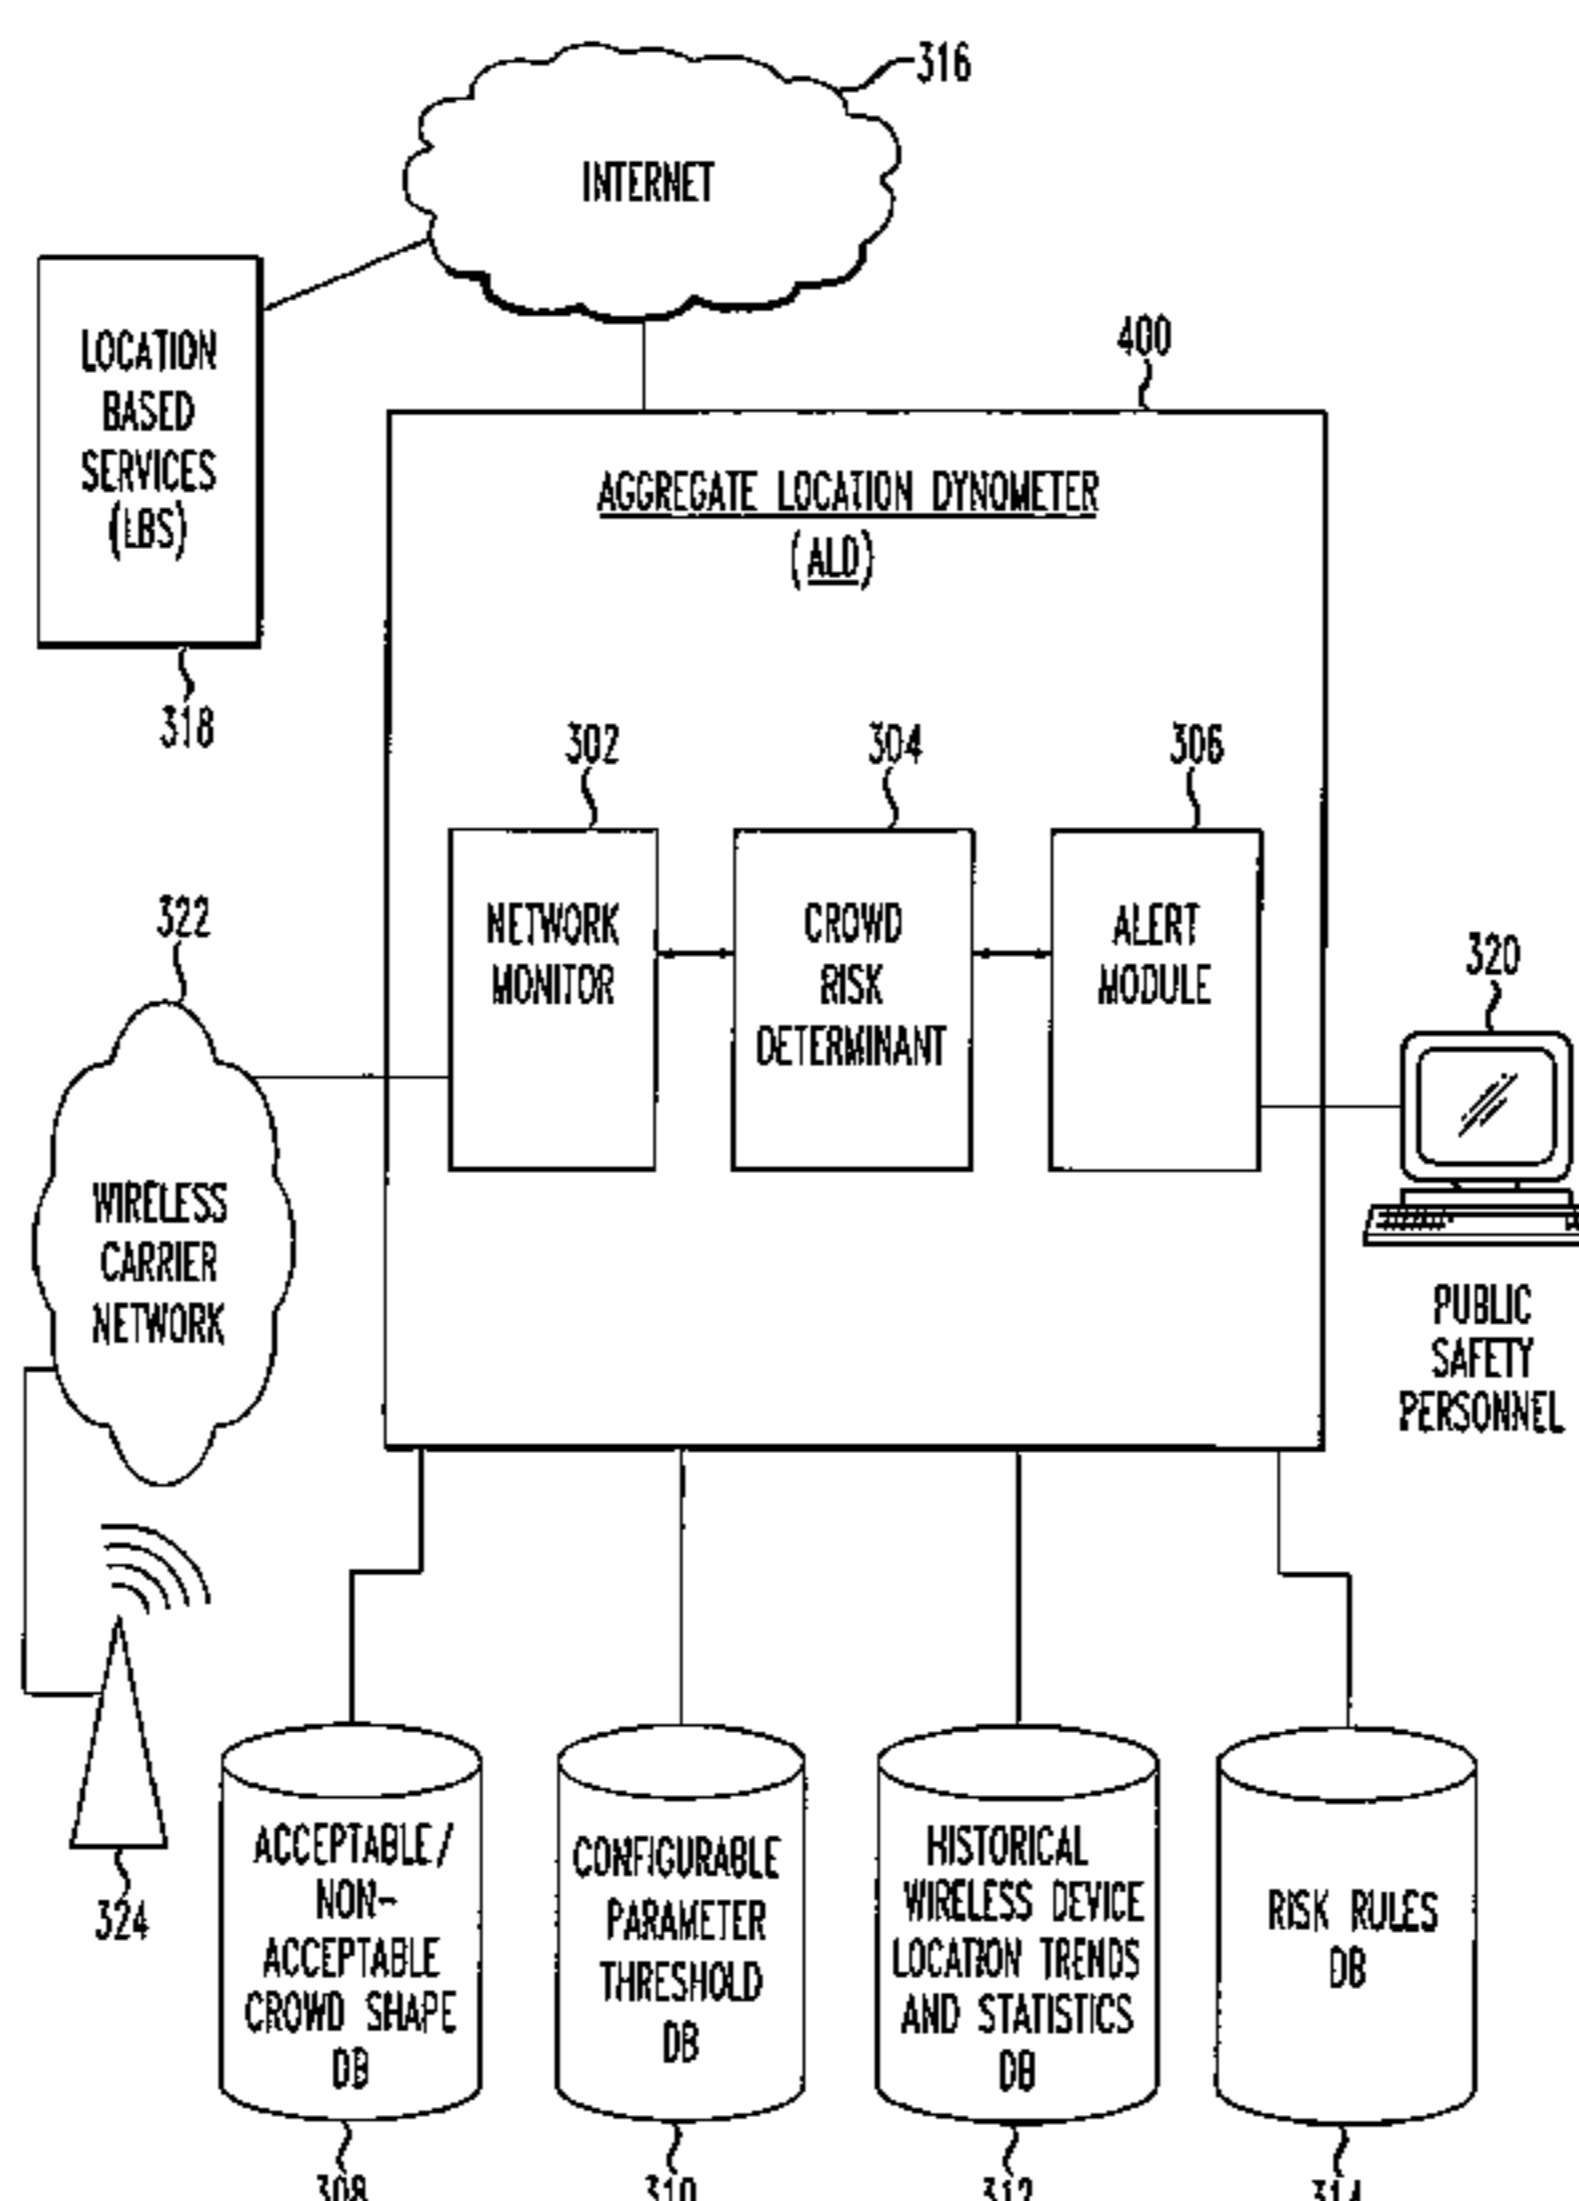 316
INTERNET
LOCATION
BASED
SERVICES
(LBS)
318
400
AGGREGATE LOCATION DYNOMETER
(ALD)
302
304
306
NETWORK
MONITOR
CROWD
RISK
DETERMINANT
ALERT
MODULE
322
WIRELESS
CARRIER
NETWORK
320
PUBLIC
SAFETY
PERSONNEL
324
ACCEPTABLE/
NON-
ACCEPTABLE
CROWD SHAPE
DB
CONFIGURABLE
PARAMETER
THRESHOLD
DB
HISTORICAL
WIRELESS DEVICE
LOCATION TRENDS
AND STATISTICS
DB
RISK RULES
DB
308
310
312
314